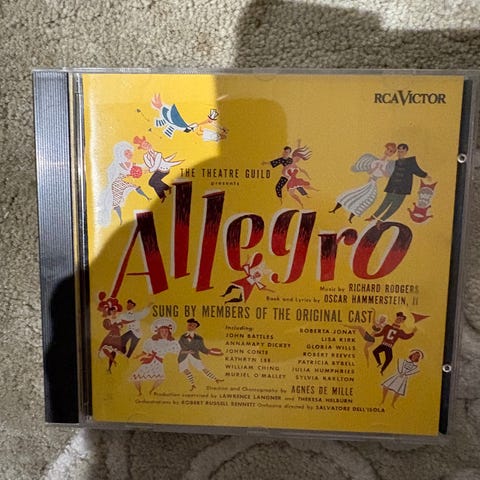 RCAVICTOR
THE THEATRE GUILD
presents
Allegro
Music by RICHARD RODGERS
Book and Lyrics by OSCAR HAMMERSTEIN, II
SUNG BY MEMBERS OF THE ORIGINAL CAST
Including:
JOHN BATTLES
ANNAMARY DICKEY
JOHN CONTE
KATHRYN LEE
WILLIAM CHING
MURIEL O'MALLEY
ROBERTA JONAY
LISA KIRK
GLORIA WILLS
ROBERT REEVES
PATRICIA BYBELL
JULIA HUMPHRIES
SYLVIA KARLTON
Direction and Choreography by AGNES DE MILLE
Production supervised by LAWRENCE LANGNER and THERESA HELBURN
Orchestrations by ROBERT RUSSELL BENNETT Orchestra directed by SALVATORE DELL'ISOLA
C